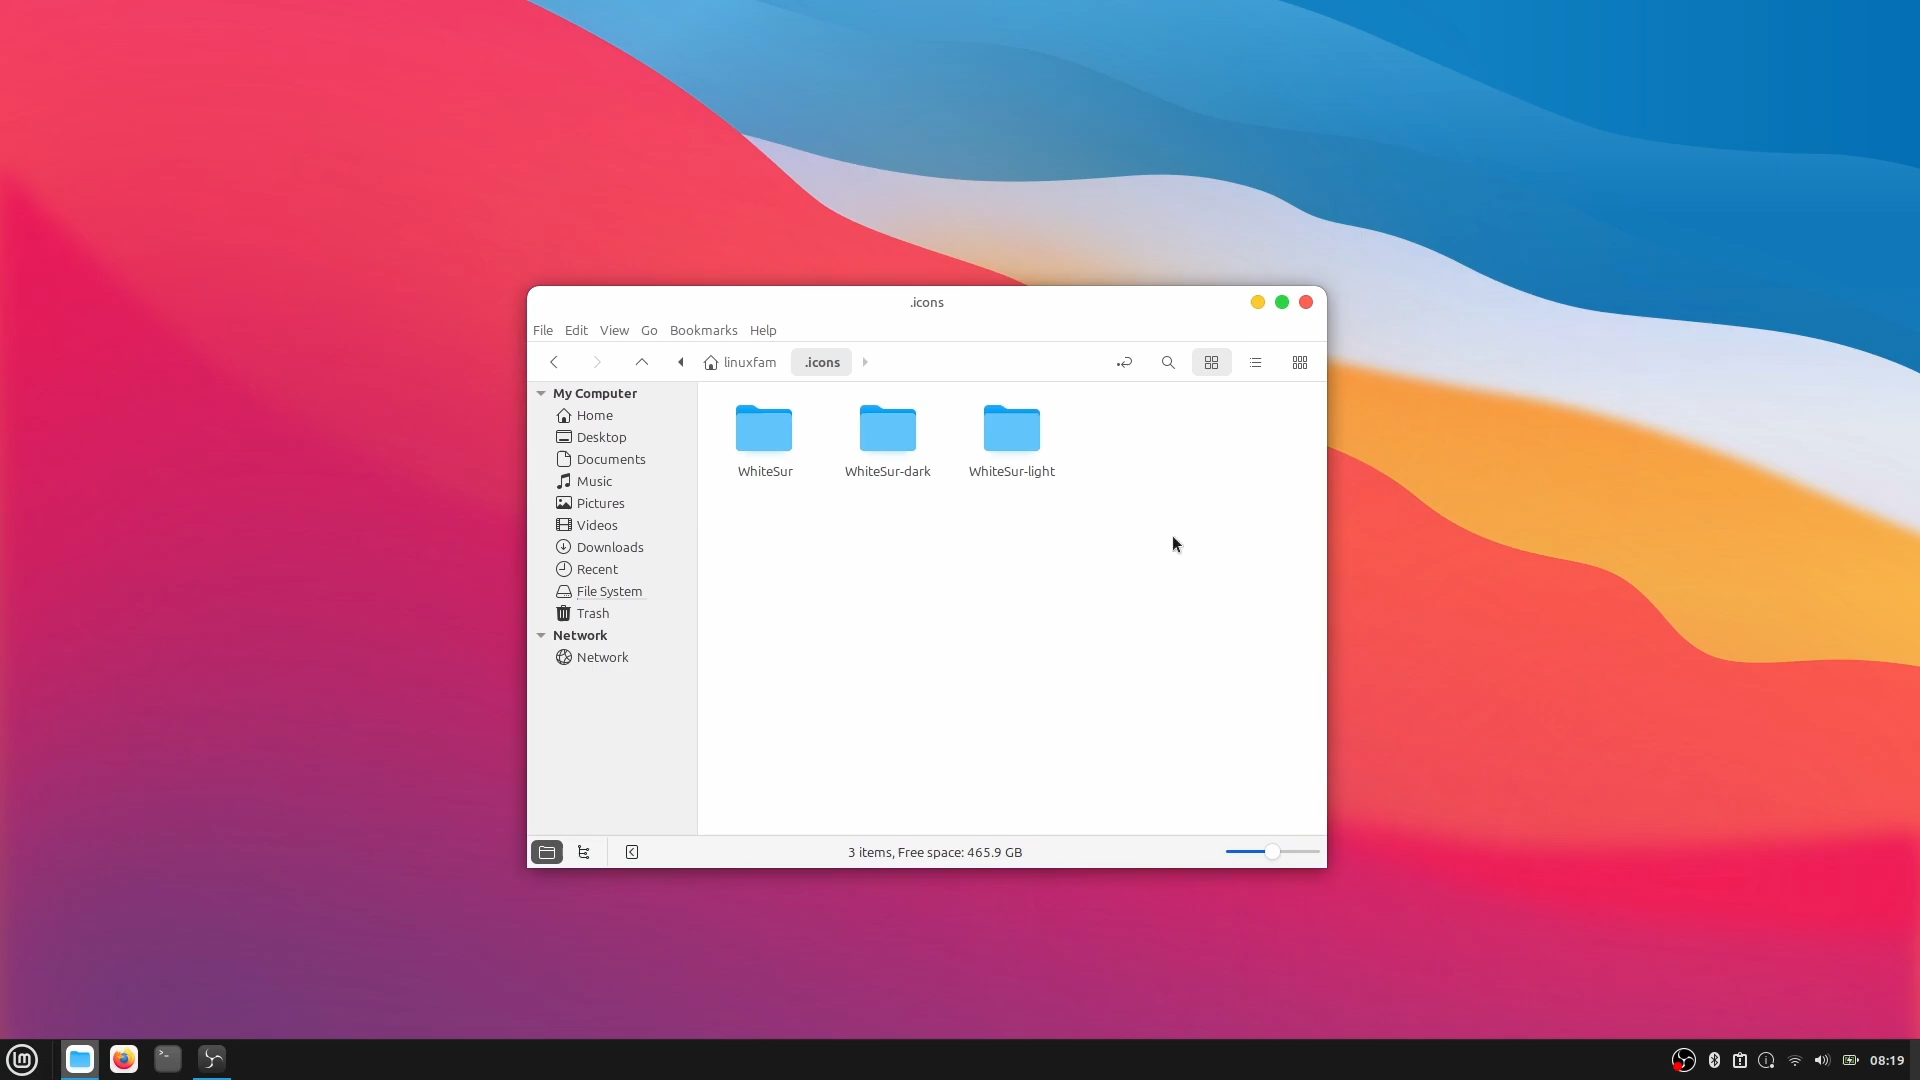 .icons
File Edit View Go Bookmarks Help
linuxfam .icons
My Computer
Home
Desktop
Documents
Music
Pictures
Videos
Downloads
Recent
File System
Trash
Network
Network
WhiteSur WhiteSur-dark WhiteSur-light
3 items, Free space: 465.9 GB
08:19